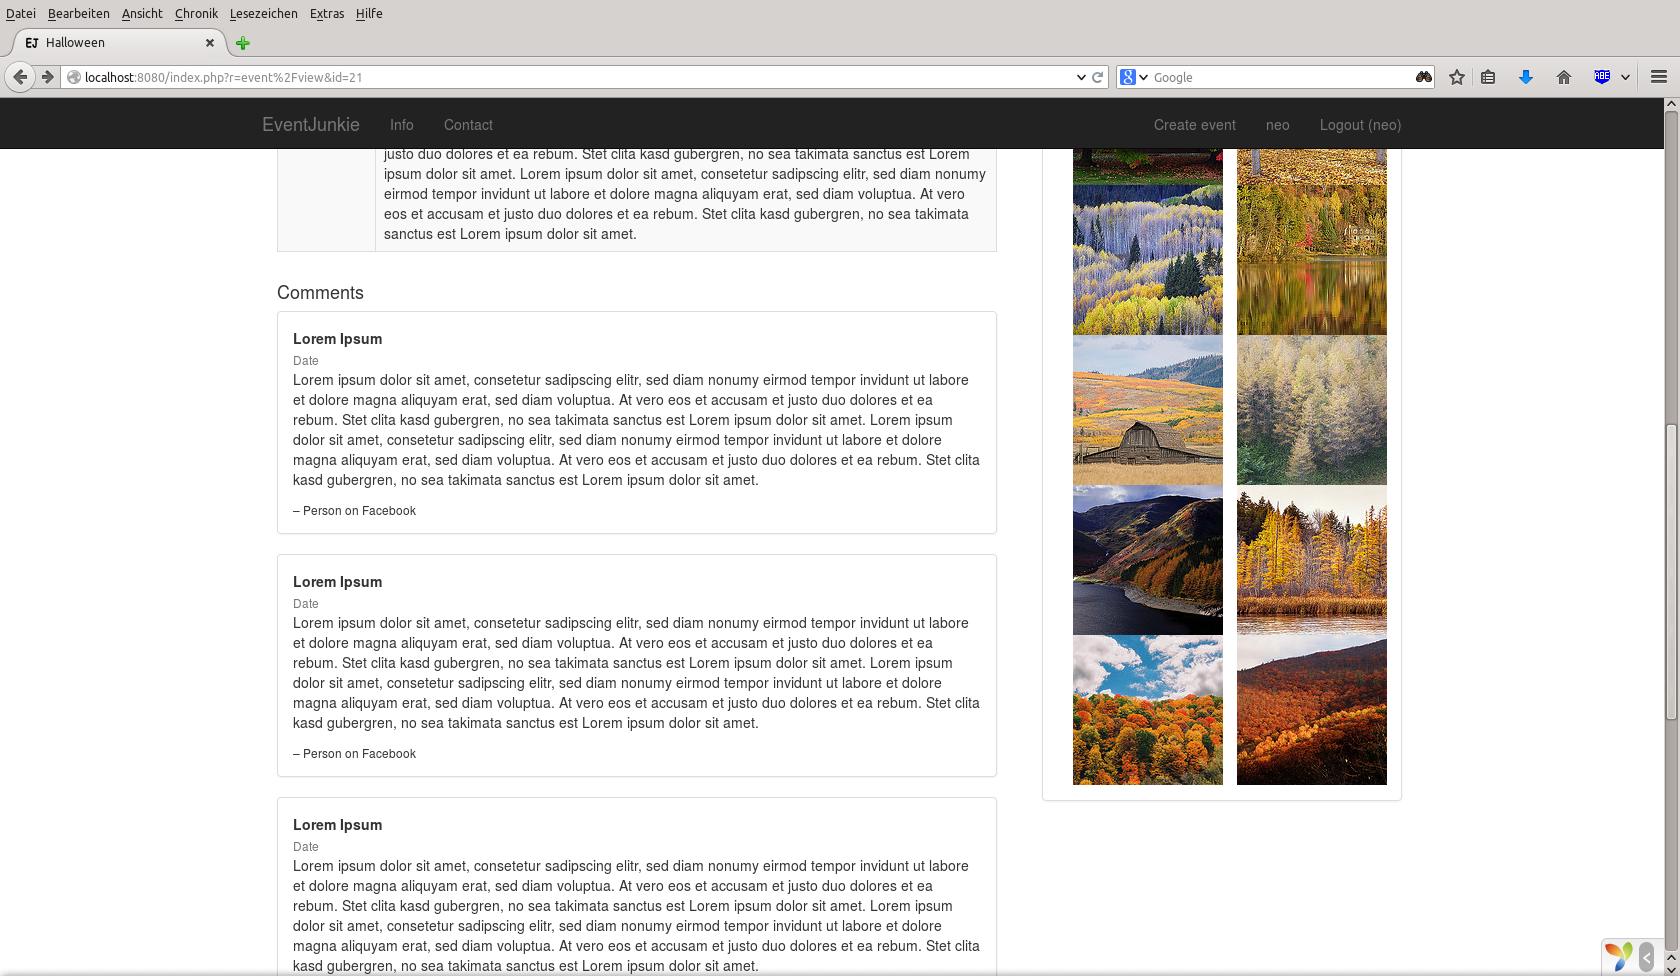 Datei Bearbeiten Ansicht Chronik Lesezeichen Extras Hilfe
EJ Halloween
localhost:8080/index.php?r=event%2Fview&id=21
Google
ABE
EventJunkie Info Contact Create event neo Logout (neo)
justo duo dolores et ea rebum. Stet clita kasd gubergren, no sea takimata sanctus est Lorem
ipsum dolor sit amet. Lorem ipsum dolor sit amet, consetetur sadipscing elitr, sed diam nonumy
eirmod tempor invidunt ut labore et dolore magna aliquyam erat, sed diam voluptua. At vero
eos et accusam et justo duo dolores et ea rebum. Stet clita kasd gubergren, no sea takimata
sanctus est Lorem ipsum dolor sit amet.
Comments
Lorem Ipsum
Date
Lorem ipsum dolor sit amet, consetetur sadipscing elitr, sed diam nonumy eirmod tempor invidunt ut labore
et dolore magna aliquyam erat, sed diam voluptua. At vero eos et accusam et justo duo dolores et ea
rebum. Stet clita kasd gubergren, no sea takimata sanctus est Lorem ipsum dolor sit amet. Lorem ipsum
dolor sit amet, consetetur sadipscing elitr, sed diam nonumy eirmod tempor invidunt ut labore et dolore
magna aliquyam erat, sed diam voluptua. At vero eos et accusam et justo duo dolores et ea rebum. Stet clita
kasd gubergren, no sea takimata sanctus est Lorem ipsum dolor sit amet.
– Person on Facebook
Lorem Ipsum
Date
Lorem ipsum dolor sit amet, consetetur sadipscing elitr, sed diam nonumy eirmod tempor invidunt ut labore
et dolore magna aliquyam erat, sed diam voluptua. At vero eos et accusam et justo duo dolores et ea
rebum. Stet clita kasd gubergren, no sea takimata sanctus est Lorem ipsum dolor sit amet. Lorem ipsum
dolor sit amet, consetetur sadipscing elitr, sed diam nonumy eirmod tempor invidunt ut labore et dolore
magna aliquyam erat, sed diam voluptua. At vero eos et accusam et justo duo dolores et ea rebum. Stet clita
kasd gubergren, no sea takimata sanctus est Lorem ipsum dolor sit amet.
– Person on Facebook
Lorem Ipsum
Date
Lorem ipsum dolor sit amet, consetetur sadipscing elitr, sed diam nonumy eirmod tempor invidunt ut labore
et dolore magna aliquyam erat, sed diam voluptua. At vero eos et accusam et justo duo dolores et ea
rebum. Stet clita kasd gubergren, no sea takimata sanctus est Lorem ipsum dolor sit amet. Lorem ipsum
dolor sit amet, consetetur sadipscing elitr, sed diam nonumy eirmod tempor invidunt ut labore et dolore
magna aliquyam erat, sed diam voluptua. At vero eos et accusam et justo duo dolores et ea rebum. Stet clita
kasd gubergren, no sea takimata sanctus est Lorem ipsum dolor sit amet.